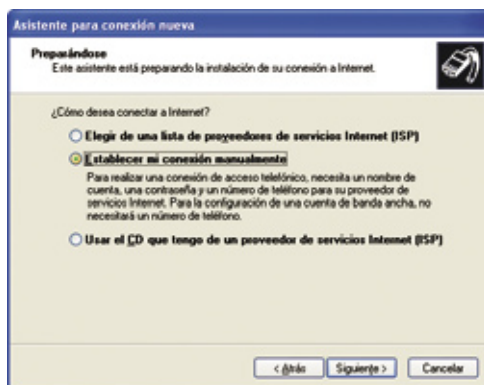 Asistente para conexión nueva
Preparándose
Este asistente está preparando la instalación de su conexión a Internet.
¿Cómo desea conectar a Internet?
Elegir de una lista de proveedores de servicios Internet (ISP)
Establecer mi conexión manualmente
Para realizar una conexión de acceso telefónico, necesita un nombre de
cuenta, una contraseña y un número de teléfono para su proveedor de
servicios Internet. Para la configuración de una cuenta de banda ancha, no
necesitará un número de teléfono.
Usar el CD que tengo de un proveedor de servicios Internet (ISP)
< Atrás Siguiente > Cancelar